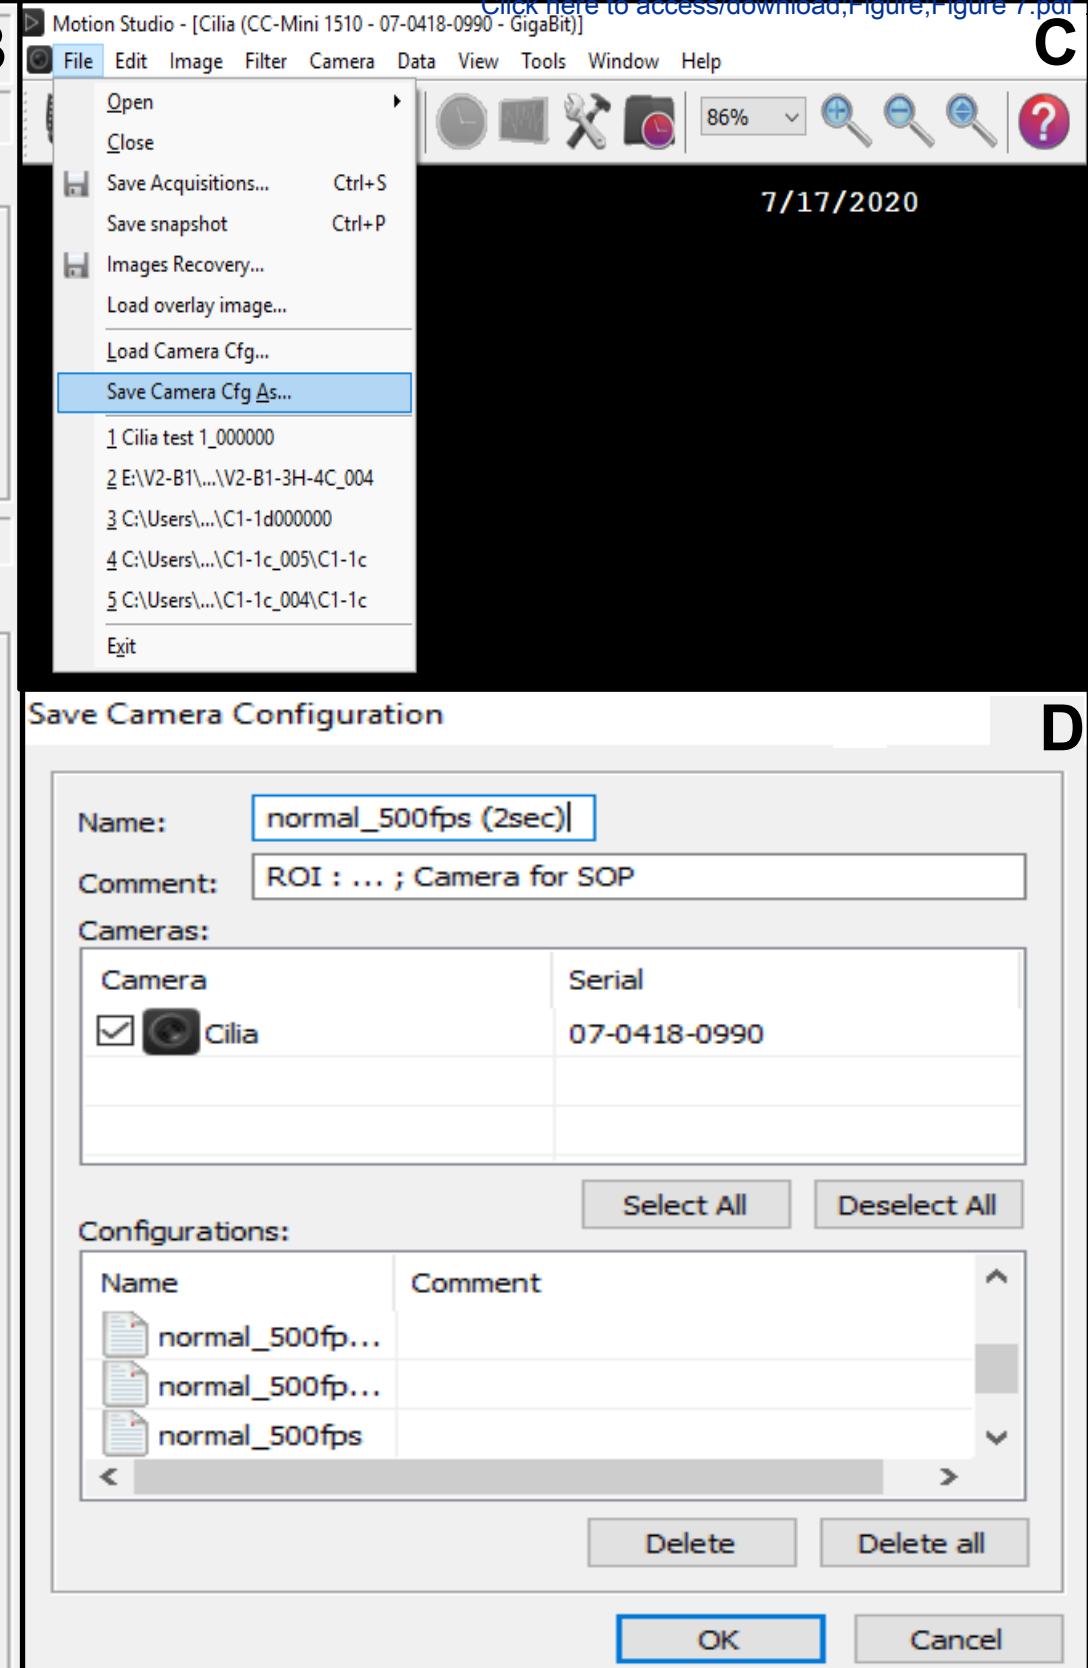 Click here to access/download;Figure;Figure 7.pdf
Motion Studio - [Cilia (CC-Mini 1510 - 07-0418-0990 - GigaBit)]
C
File Edit Image Filter Camera Data View Tools Window Help
Open
86%
Close
Save Acquisitions... Ctrl+S
7/17/2020
Save snapshot Ctrl+P
Images Recovery...
Load overlay image...
Load Camera Cfg...
Save Camera Cfg As...
1 Cilia test 1_000000
2 E:\V2-B1\...\V2-B1-3H-4C_004
3 C:\Users\...\C1-1d000000
4 C:\Users\...\C1-1c_005\C1-1c
5 C:\Users\...\C1-1c_004\C1-1c
Exit
Save Camera Configuration
D
Name: normal_500fps (2sec)
Comment: ROI : ... ; Camera for SOP
Cameras:
Camera Serial
Cilia 07-0418-0990
Select All Deselect All
Configurations:
Name Comment
normal_500fp...
normal_500fp...
normal_500fps
Delete Delete all
OK Cancel